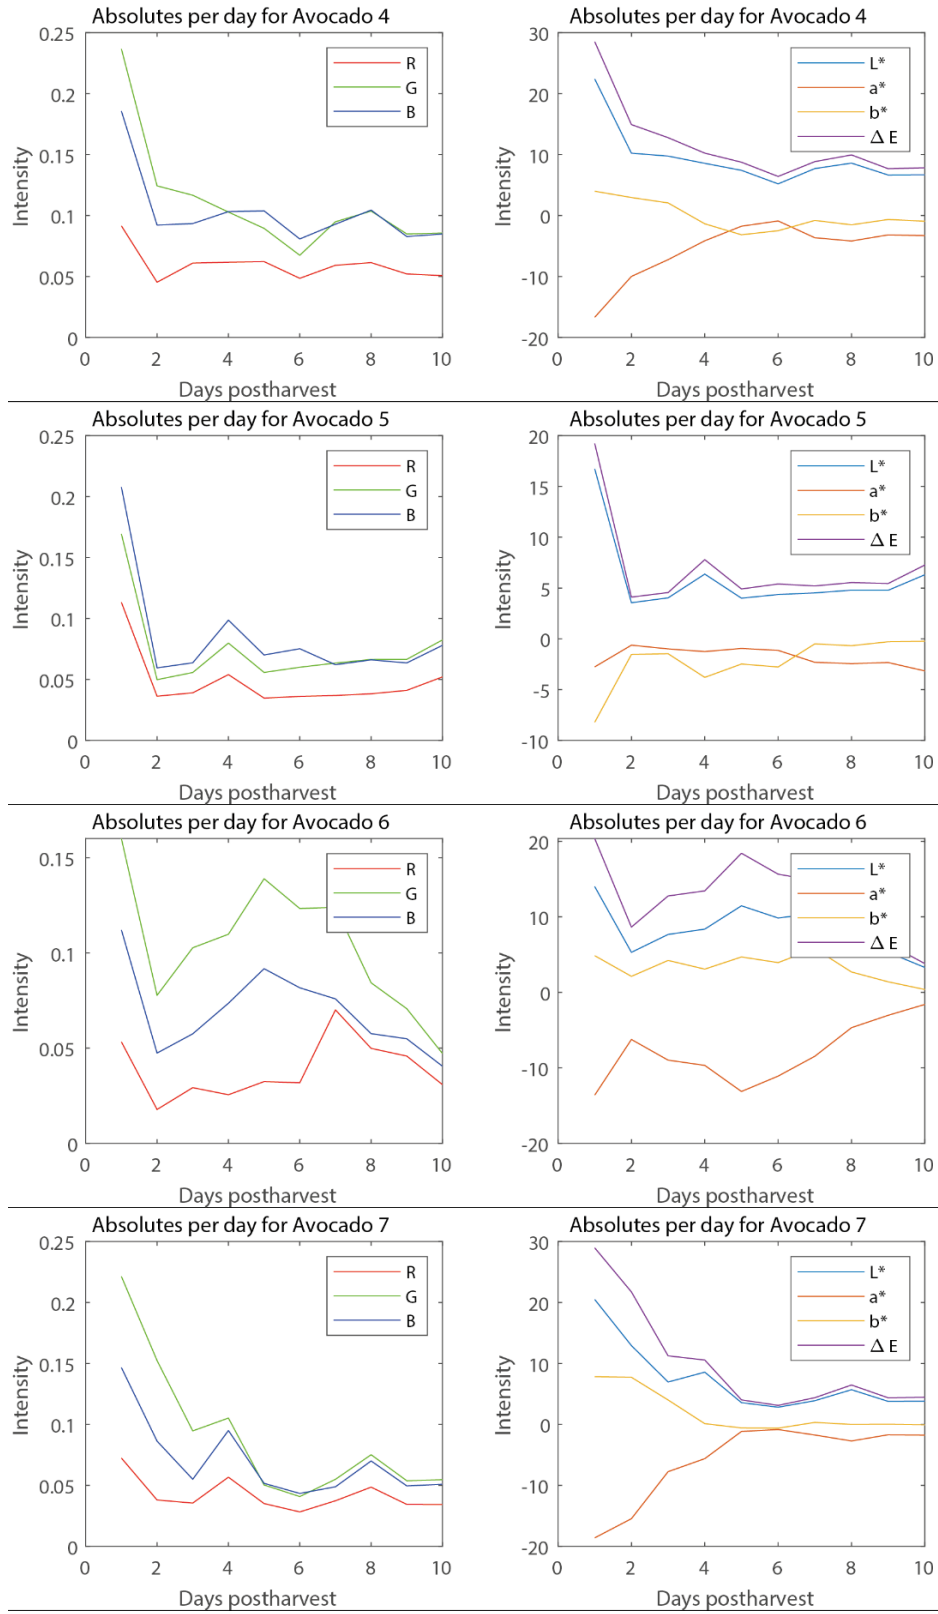 Absolutes per day for Avocado 4
0.25
0.2
0.15
0.1
0.05
0
Intensity
R
G
B
0 2 4 6 8 10
Days postharvest
Absolutes per day for Avocado 4
30
20
10
0
-10
-20
Intensity
L*
a*
b*
Δ E
0 2 4 6 8 10
Days postharvest
Absolutes per day for Avocado 5
0.25
0.2
0.15
0.1
0.05
0
Intensity
R
G
B
0 2 4 6 8 10
Days postharvest
Absolutes per day for Avocado 5
20
15
10
5
0
-5
-10
Intensity
L*
a*
b*
Δ E
0 2 4 6 8 10
Days postharvest
Absolutes per day for Avocado 6
0.15
0.1
0.05
0
Intensity
R
G
B
0 2 4 6 8 10
Days postharvest
Absolutes per day for Avocado 6
20
10
0
-10
-20
Intensity
L*
a*
b*
Δ E
0 2 4 6 8 10
Days postharvest
Absolutes per day for Avocado 7
0.25
0.2
0.15
0.1
0.05
0
Intensity
R
G
B
0 2 4 6 8 10
Days postharvest
Absolutes per day for Avocado 7
30
20
10
0
-10
-20
Intensity
L*
a*
b*
Δ E
0 2 4 6 8 10
Days postharvest